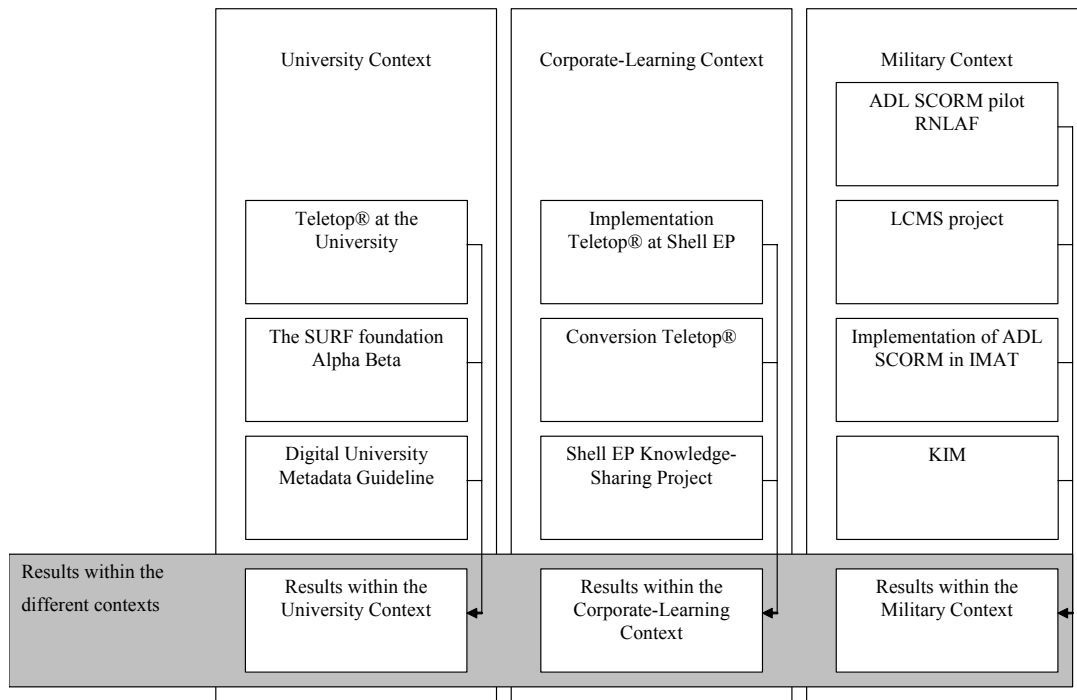 University Context
Corporate-Learning Context
Military Context
ADL SCORM pilot
RNLAF
Teletop® at the
University
Implementation
Teletop® at Shell EP
LCMS project
The SURF foundation
Alpha Beta
Conversion Teletop®
Implementation of ADL
SCORM in IMAT
Digital University
Metadata Guideline
Shell EP Knowledge-
Sharing Project
KIM
Results within the
different contexts
Results within the
University Context
Results within the
Corporate-Learning
Context
Results within the
Military Context